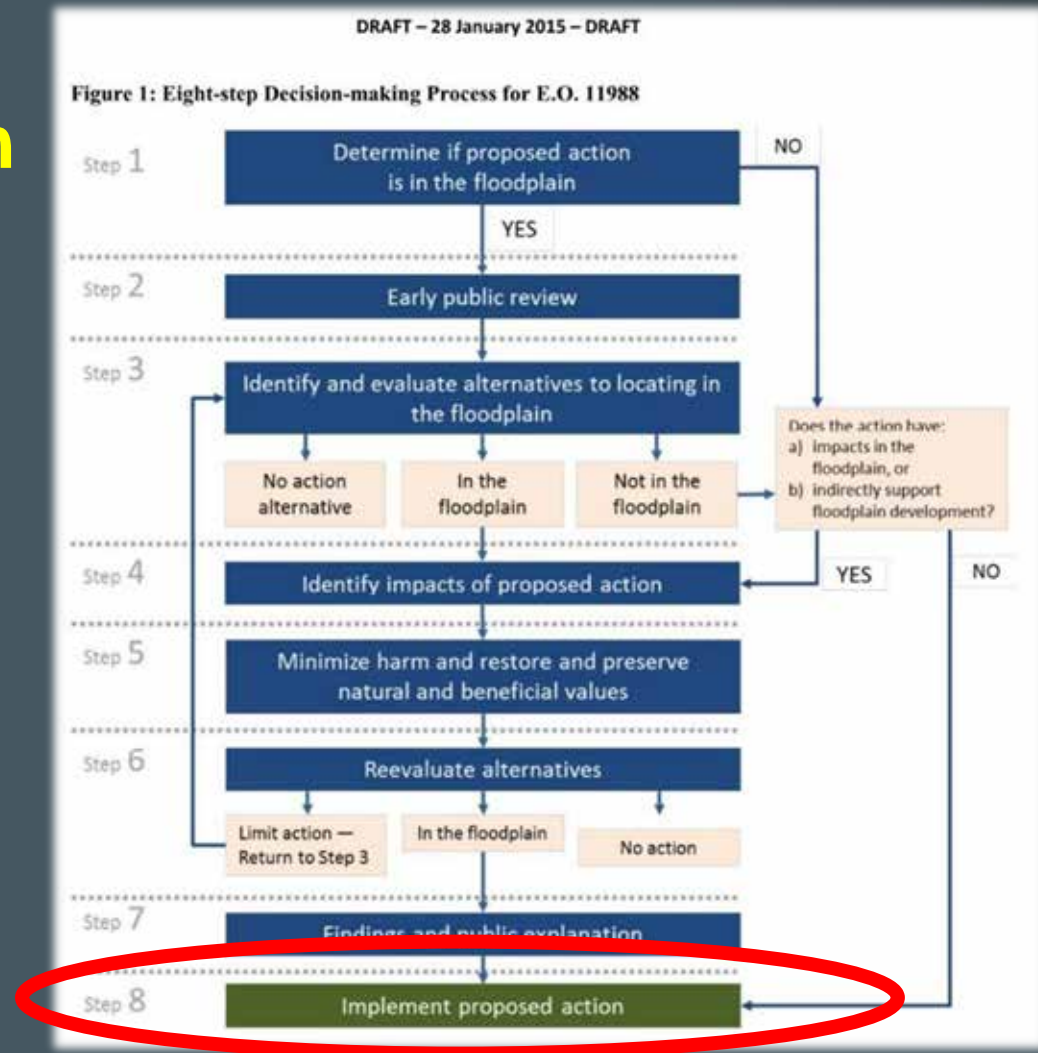 DRAFT – 28 January 2015 – DRAFT
Figure 1: Eight-step Decision-making Process for E.O. 11988
n
Step 1
Determine if proposed action
is in the floodplain
NO
YES
Step 2
Early public review
Step 3
Identify and evaluate alternatives to locating in
the floodplain
No action
alternative
In the
floodplain
Not in the
floodplain
Does the action have:
a) impacts in the
floodplain, or
b) indirectly support
floodplain development?
Step 4
Identify impacts of proposed action
YES
NO
Step 5
Minimize harm and restore and preserve
natural and beneficial values
Step 6
Reevaluate alternatives
Limit action —
Return to Step 3
In the floodplain
No action
Step 7
Findings and public explanation
Step 8
Implement proposed action